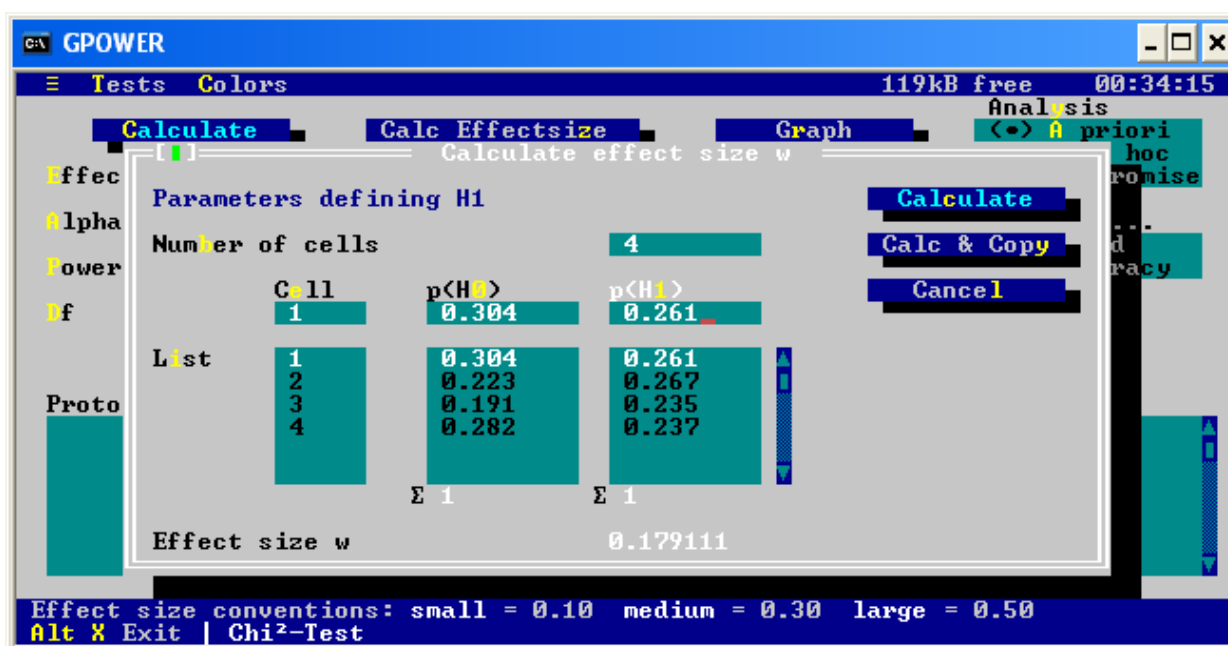 GPOWER
≡ Tests Colors 119kB free 00:34:15
Analysis
Calculate Calc Effectsize Graph (•) A priori
[▮] Calculate effect size w hoc
Effec romise
Parameters defining H1 Calculate
Alpha ...
Number of cells 4 Calc & Copy d
Power racy
Cell p(H0) p(H1) Cancel
Df 1 0.304 0.261
List 1 0.304 0.261
2 0.223 0.267
Proto 3 0.191 0.235
4 0.282 0.237
Σ 1 Σ 1
Effect size w 0.179111
Effect size conventions: small = 0.10 medium = 0.30 large = 0.50
Alt X Exit | Chi²-Test